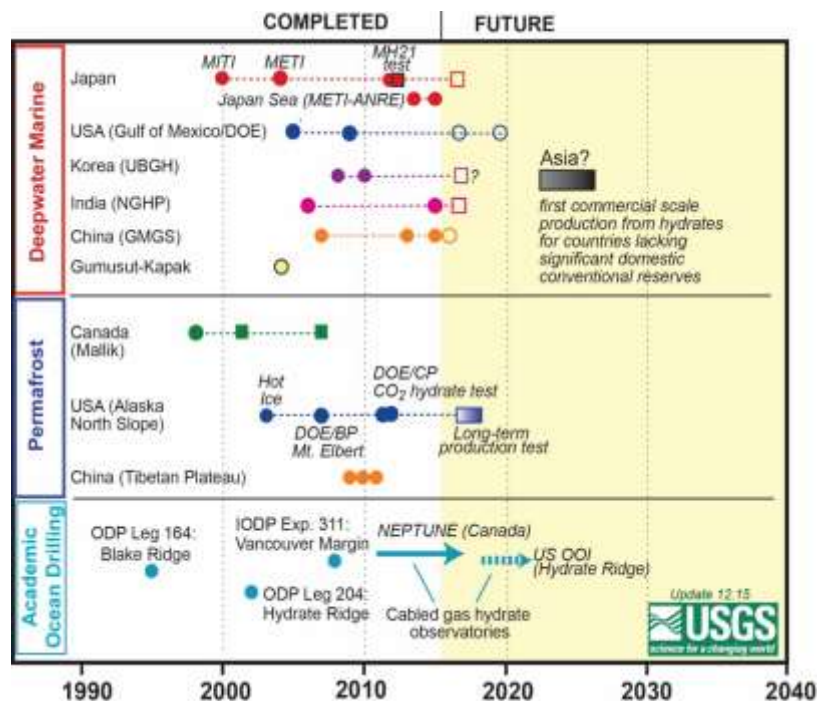 COMPLETED
FUTURE
Deepwater Marine
Japan
MITI
METI
MH21
test
Japan Sea (METI-ANRE)
USA (Gulf of Mexico/DOE)
Korea (UBGH)
?
India (NGHP)
China (GMGS)
Gumusut-Kapak
Asia?
first commercial scale
production from hydrates
for countries lacking
significant domestic
conventional reserves
Permafrost
Canada
(Mallik)
USA (Alaska
North Slope)
Hot
Ice
DOE/BP
Mt. Elbert
DOE/CP
CO₂ hydrate test
Long-term
production test
China (Tibetan Plateau)
Academic
Ocean Drilling
ODP Leg 164:
Blake Ridge
IODP Exp. 311:
Vancouver Margin
ODP Leg 204:
Hydrate Ridge
NEPTUNE (Canada)
US OOI
(Hydrate Ridge)
Cabled gas hydrate
observatories
Update 12.15
USGS
science for a changing world
1990
2000
2010
2020
2030
2040